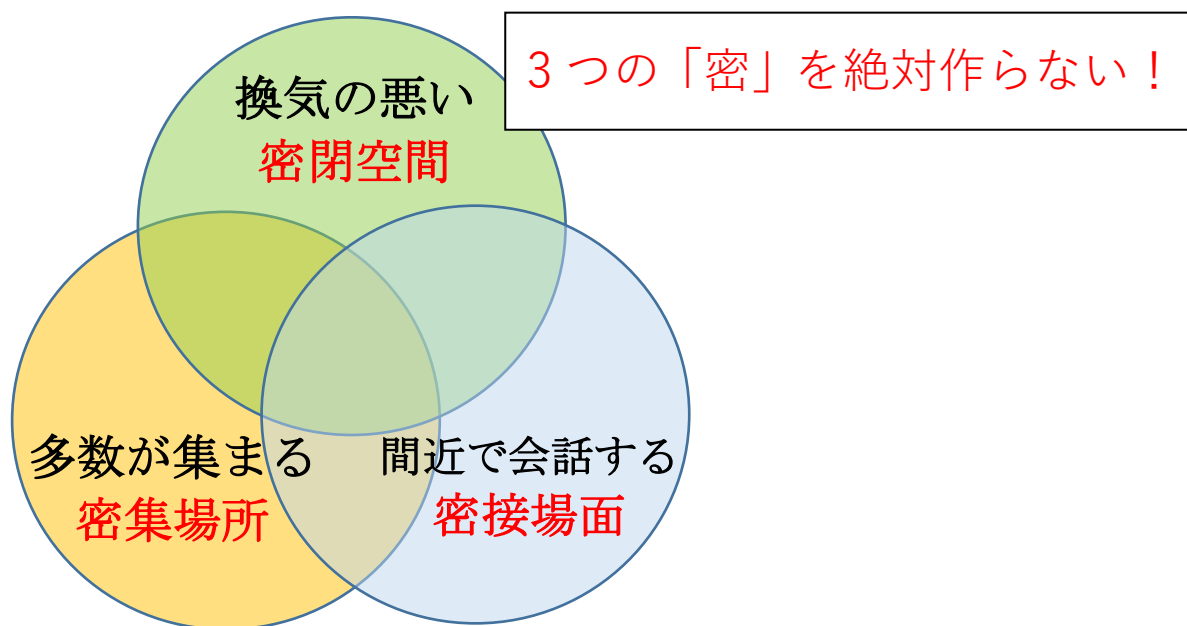 3つの「密」を絶対作らない！
換気の悪い
密閉空間
多数が集まる
密集場所
間近で会話する
密接場面